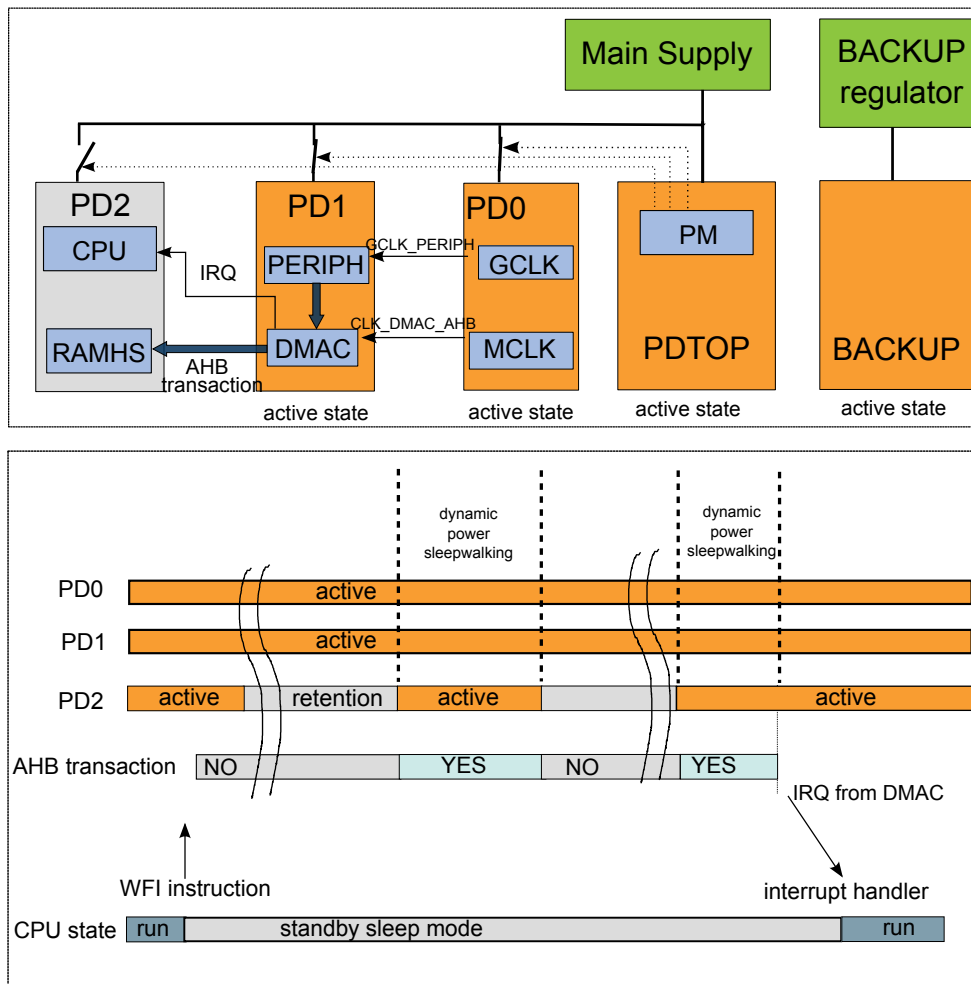 Main Supply
BACKUP
regulator
PD2
PD1
PD0
CPU
IRQ
PERIPH
GCLK_PERIPH
GCLK
PM
RAMHS
AHB
transaction
DMAC
CLK_DMAC_AHB
MCLK
PDTOP
BACKUP
active state
active state
active state
active state
dynamic
power
sleepwalking
dynamic
power
sleepwalking
PD0
active
PD1
active
PD2
active
retention
active
active
AHB transaction
NO
YES
NO
YES
IRQ from DMAC
WFI instruction
interrupt handler
CPU state
run
standby sleep mode
run